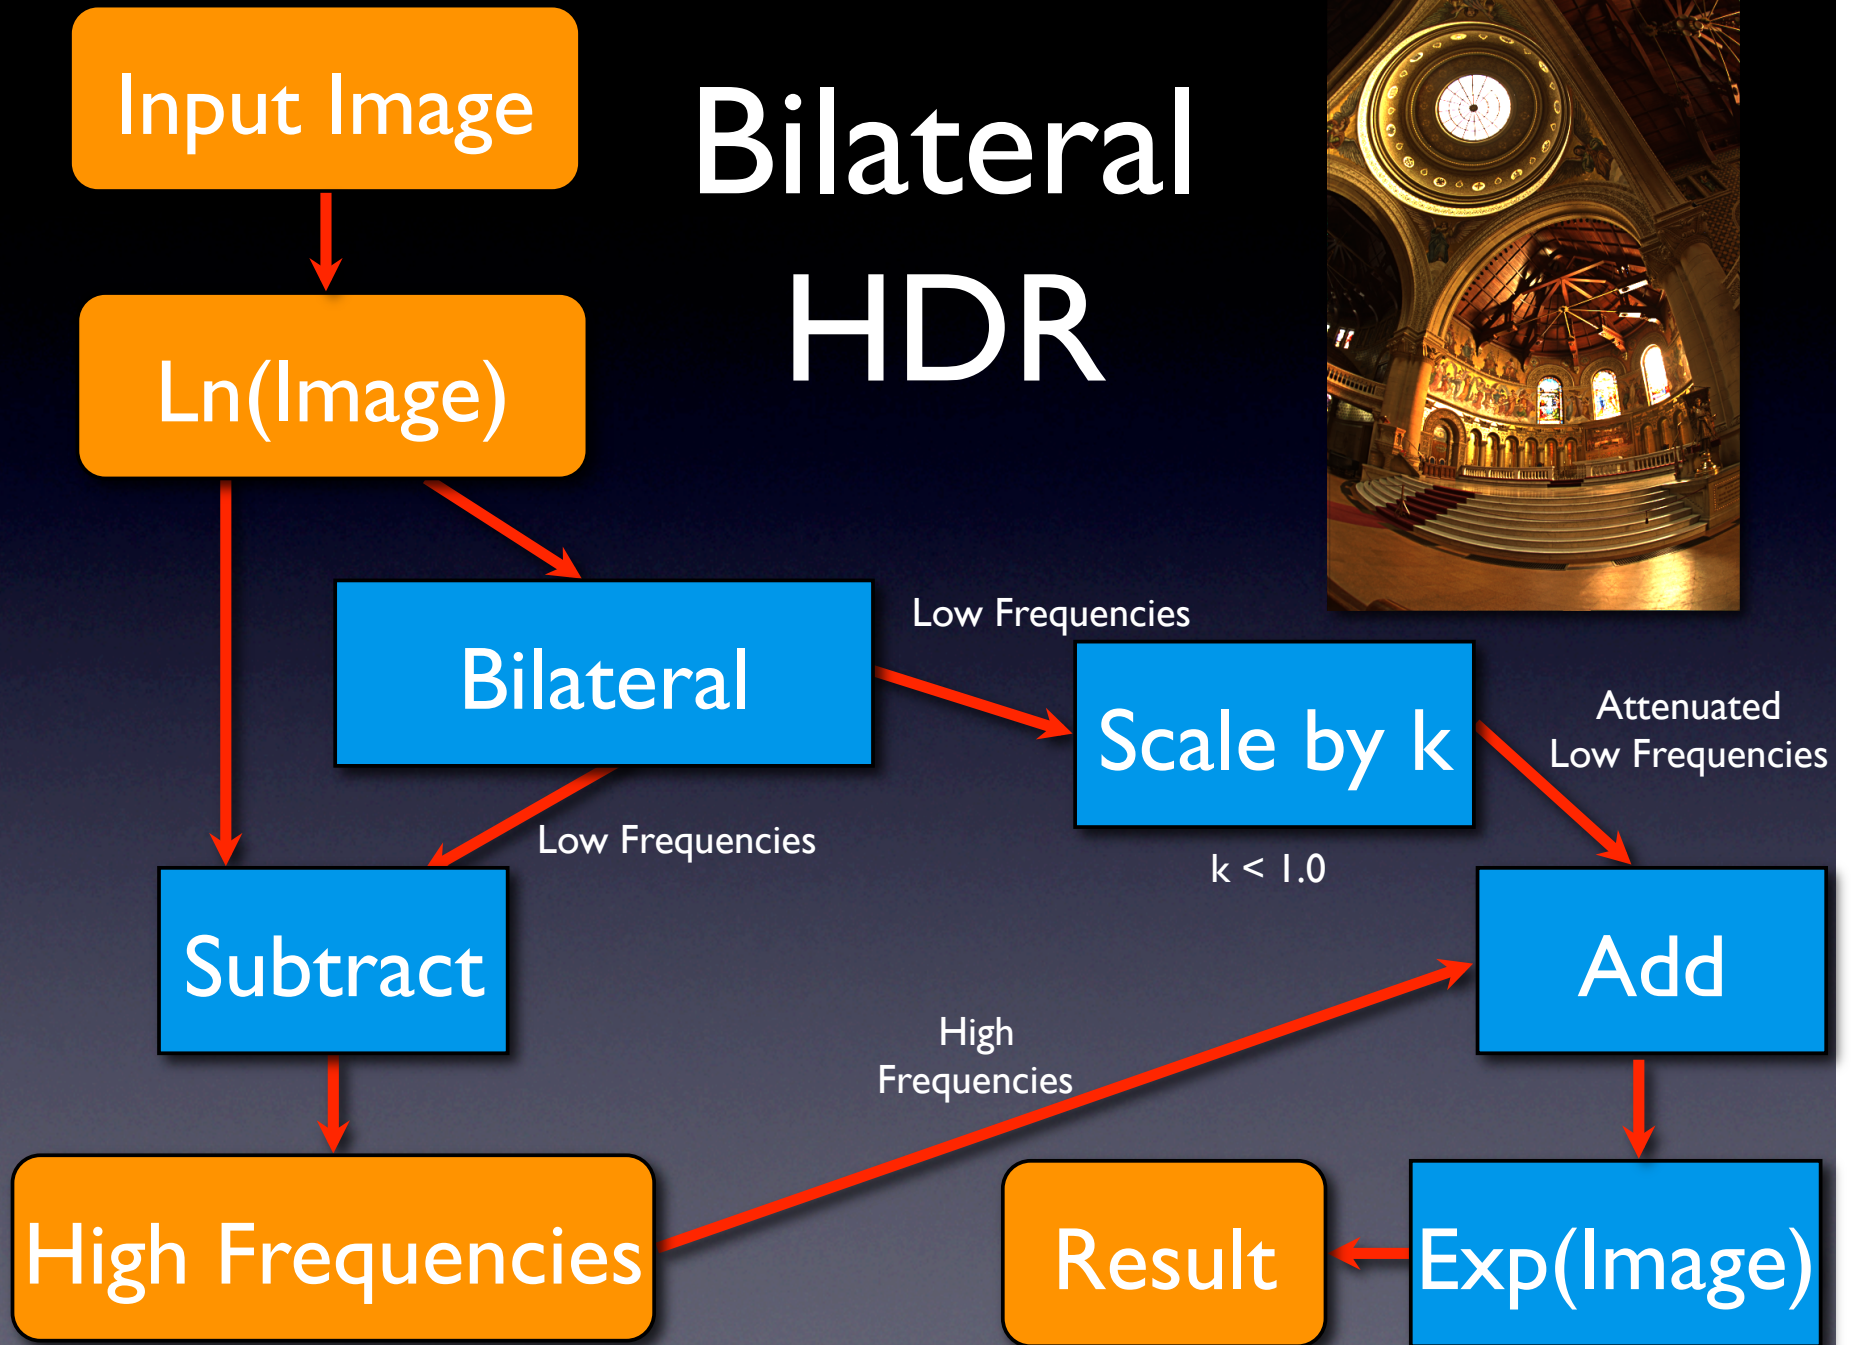 Input Image
Bilateral
HDR
Ln(Image)
Bilateral
Low Frequencies
Scale by k
k < 1.0
Attenuated
Low Frequencies
Low Frequencies
Subtract
Add
High
Frequencies
High Frequencies
Result
Exp(Image)